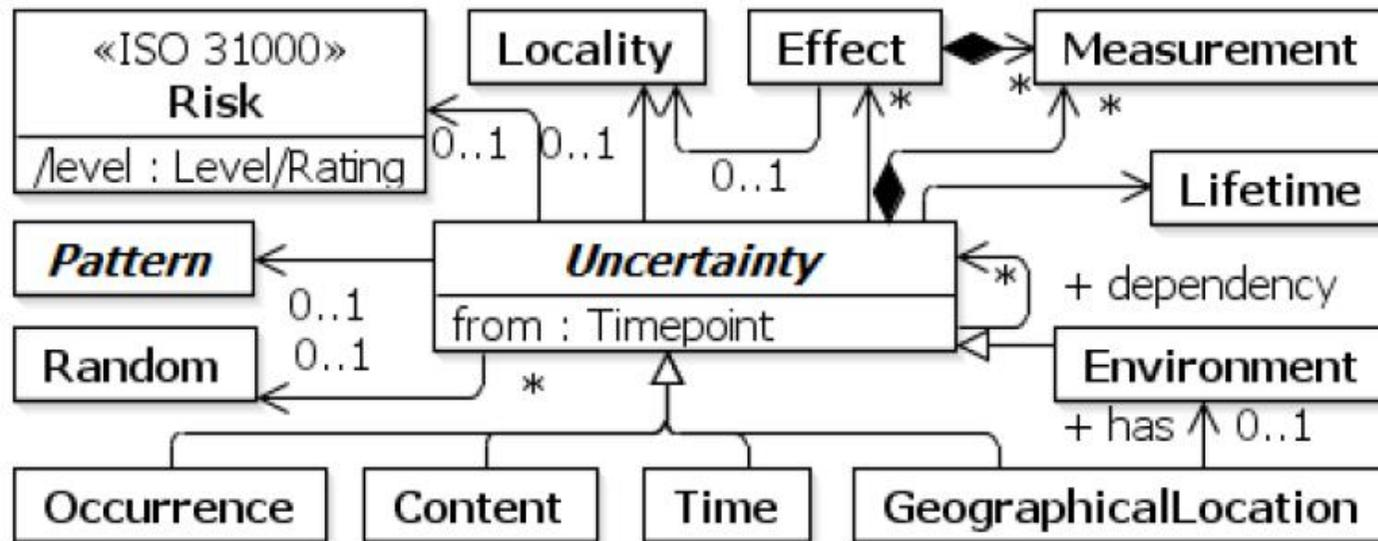 «ISO 31000»
Risk
/level : Level/Rating
Locality
Effect
Measurement
*
*
*
0..1
0..1
0..1
Lifetime
Pattern
Uncertainty
from : Timepoint
*
+ dependency
0..1
Random
0..1
*
Environment
+ has
0..1
Occurrence
Content
Time
GeographicalLocation